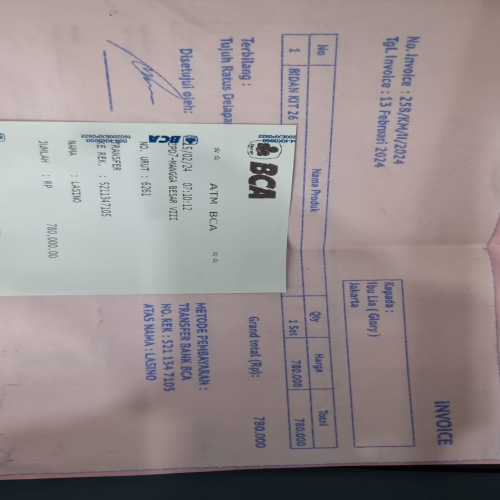 INVOICE
No. Invoice : 258/KM/II/2024
Tgl. Invoice : 13 Februari 2024
Kepada :
Ibu Lia ( Glory )
Jakarta
No Nama Produk Qty Harga Total
1 BIDAN KIT 26 1 Set 780.000 780.000
Grand total (Rp): 780.000
Terbilang :
Tujuh Ratus Delapa
Disetujui oleh:
METODE PEMBAYARAN :
TRANSFER BANK BCA
NO. REK : 521 134 7105
ATAS NAMA : LASINO
BCA
☆☆ ATM BCA ☆☆
15/02/24 07:10:12
-MANGGA BESAR VIII
NO. URUT : 6261
TRANSFER
KE REK. : 5211347105
NAMA : LASINO
JUMLAH : RP 780,000.00
BCA
BCA